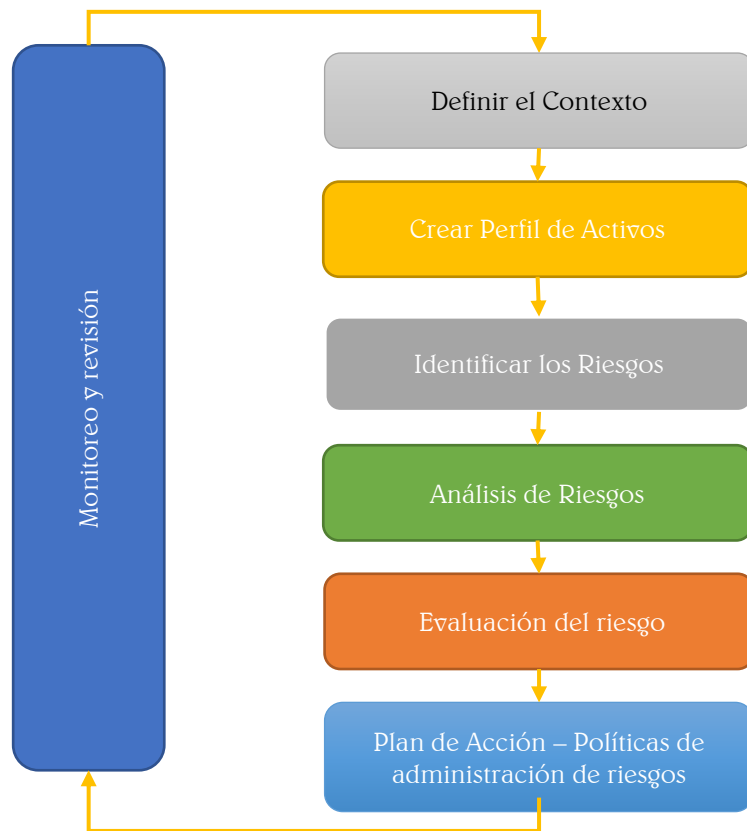 Monitoreo y revisión
Definir el Contexto
Crear Perfil de Activos
Identificar los Riesgos
Análisis de Riesgos
Evaluación del riesgo
Plan de Acción – Políticas de
administración de riesgos